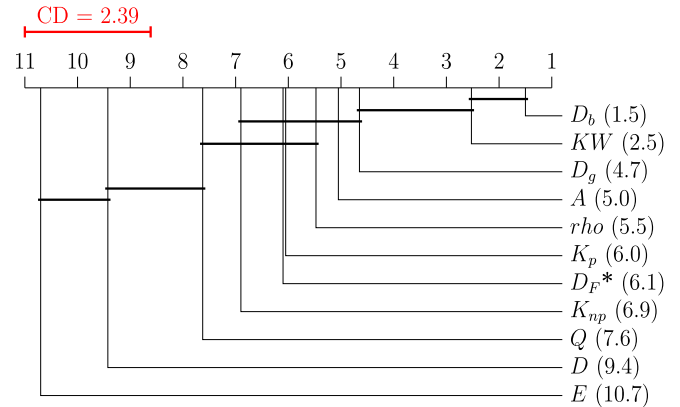 CD = 2.39
11 10 9 8 7 6 5 4 3 2 1
D_b (1.5)
KW (2.5)
D_g (4.7)
A (5.0)
rho (5.5)
K_p (6.0)
D_F* (6.1)
K_np (6.9)
Q (7.6)
D (9.4)
E (10.7)